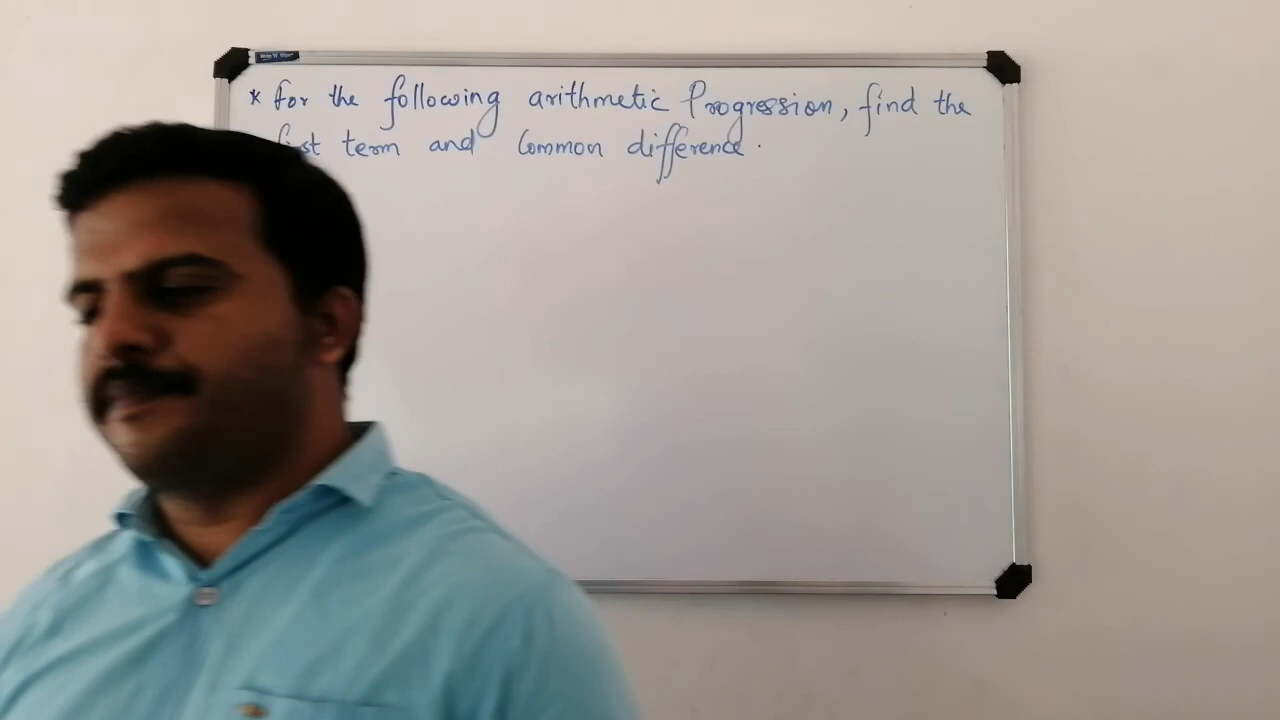 * For the following arithmetic Progression, find the
term and Common difference.